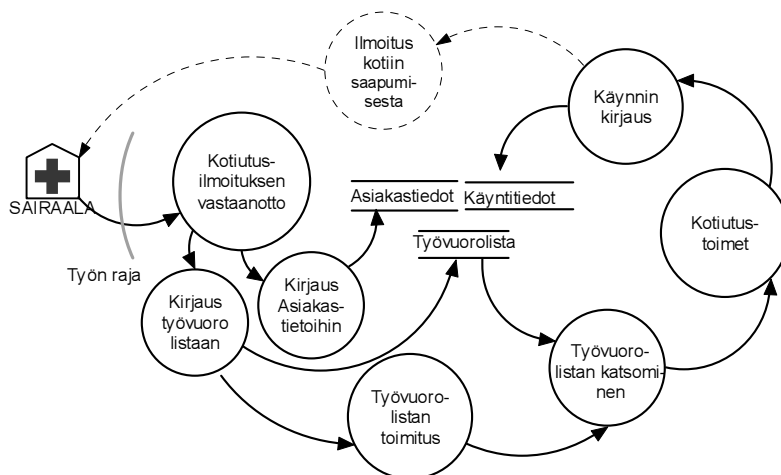 Ilmoitus
kotiin
saapumi-
sesta
Käynnin
kirjaus
Kotiutus-
ilmoituksen
vastaanotto
SAIRAALA
Asiakastiedot
Käyntitiedot
Kotiutus-
toimet
Työvuorolista
Työn raja
Kirjaus
Asiakas-
tietoihin
Kirjaus
työvuoro
listaan
Työvuoro-
listan katsomi-
nen
Työvuoro-
listan
toimitus